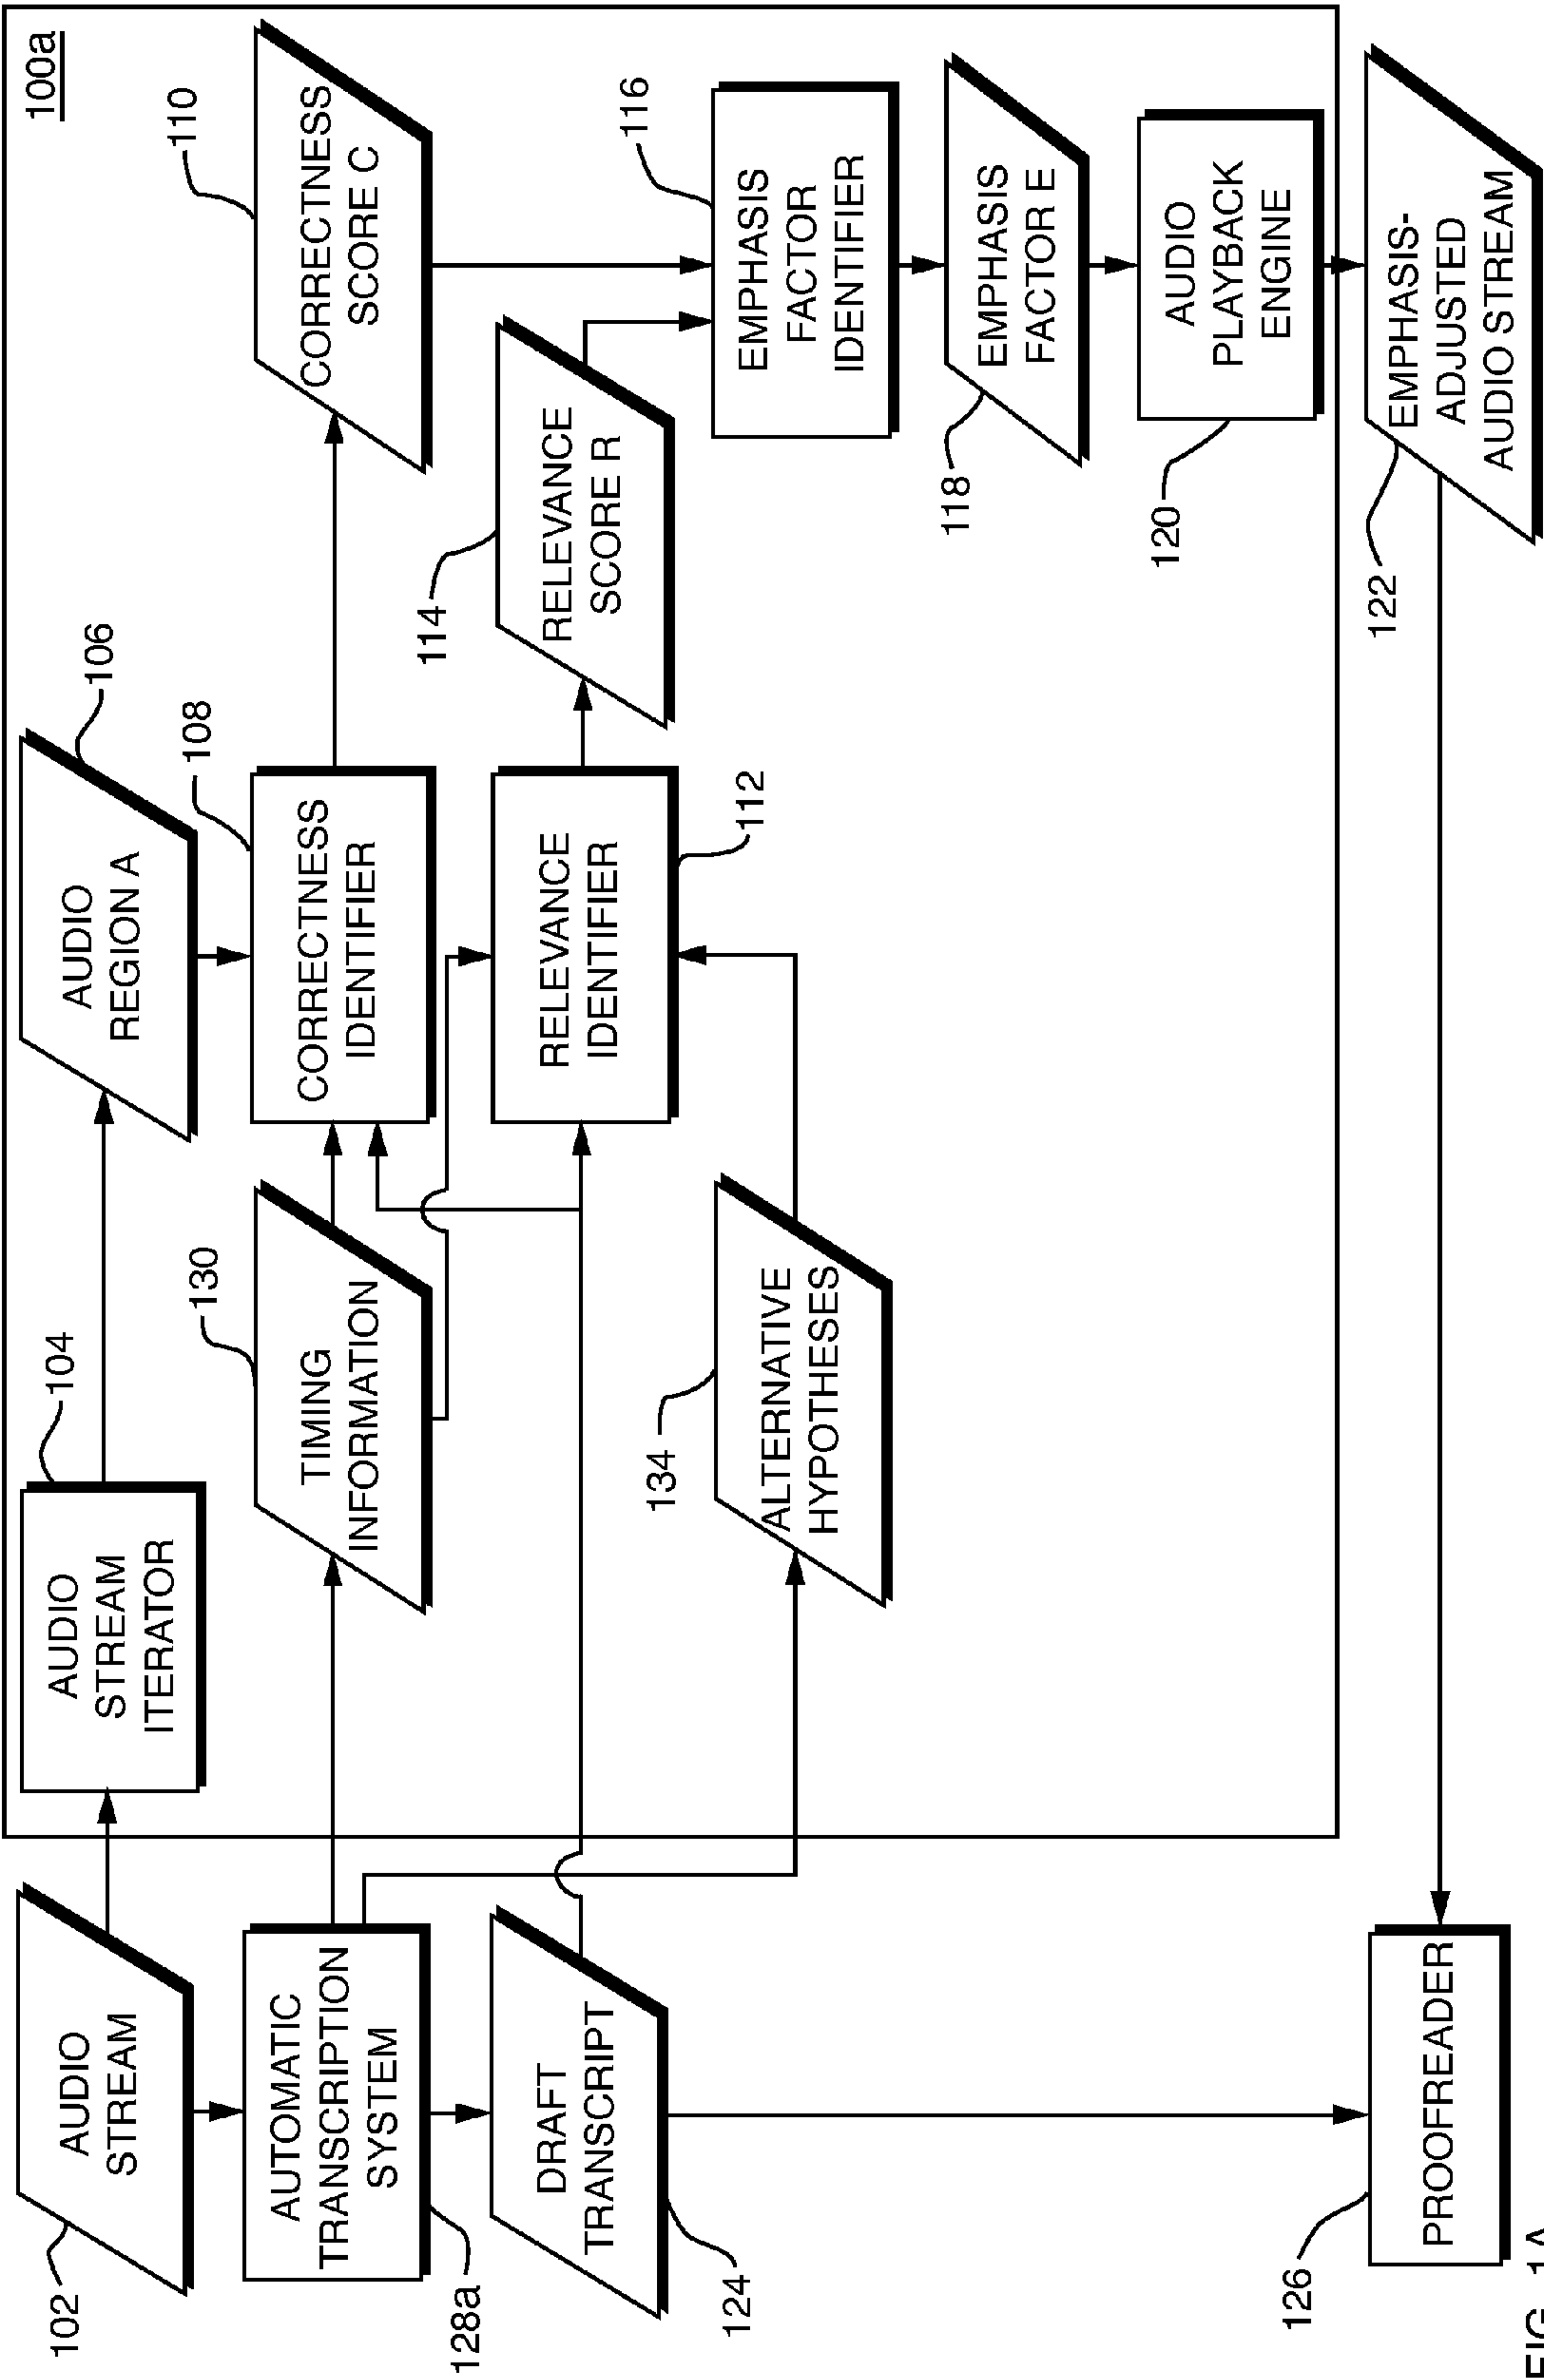 100a
102
AUDIO
STREAM
104
AUDIO
STREAM
ITERATOR
106
AUDIO
REGION A
110
CORRECTNESS
SCORE C
108
CORRECTNESS
IDENTIFIER
130
TIMING
INFORMATION
128a
AUTOMATIC
TRANSCRIPTION
SYSTEM
124
DRAFT
TRANSCRIPT
112
RELEVANCE
IDENTIFIER
114
RELEVANCE
SCORE R
134
ALTERNATIVE
HYPOTHESES
116
EMPHASIS
FACTOR
IDENTIFIER
118
EMPHASIS
FACTOR E
120
AUDIO
PLAYBACK
ENGINE
122
EMPHASIS-
ADJUSTED
AUDIO STREAM
126
PROOFREADER
FIG. 1A